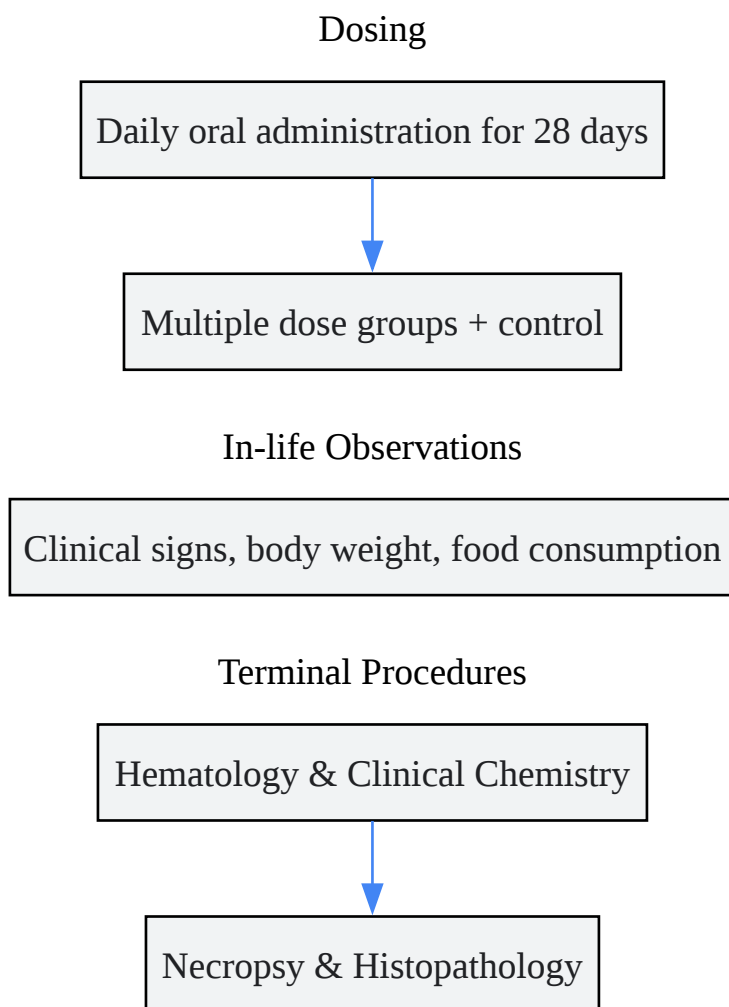 Dosing
Daily oral administration for 28 days
Multiple dose groups + control
In-life Observations
Clinical signs, body weight, food consumption
Terminal Procedures
Hematology & Clinical Chemistry
Necropsy & Histopathology